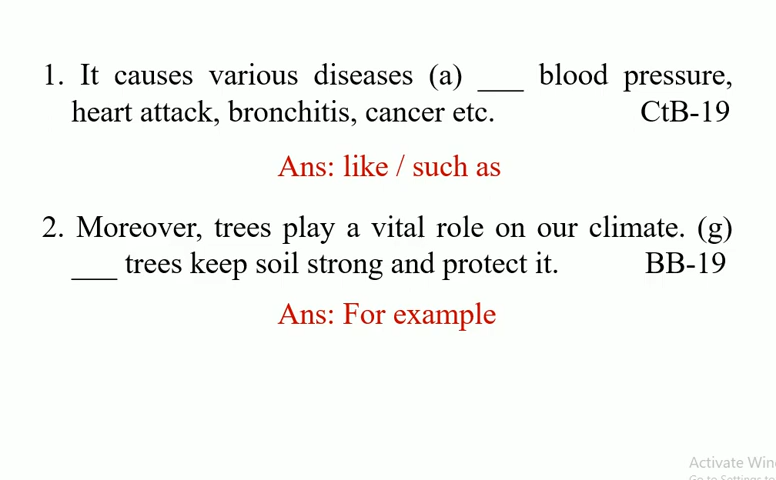 1. It causes various diseases (a) ___ blood pressure,
heart attack, bronchitis, cancer etc. CtB-19
Ans: like / such as
2. Moreover, trees play a vital role on our climate. (g)
___ trees keep soil strong and protect it. BB-19
Ans: For example
Activate Win